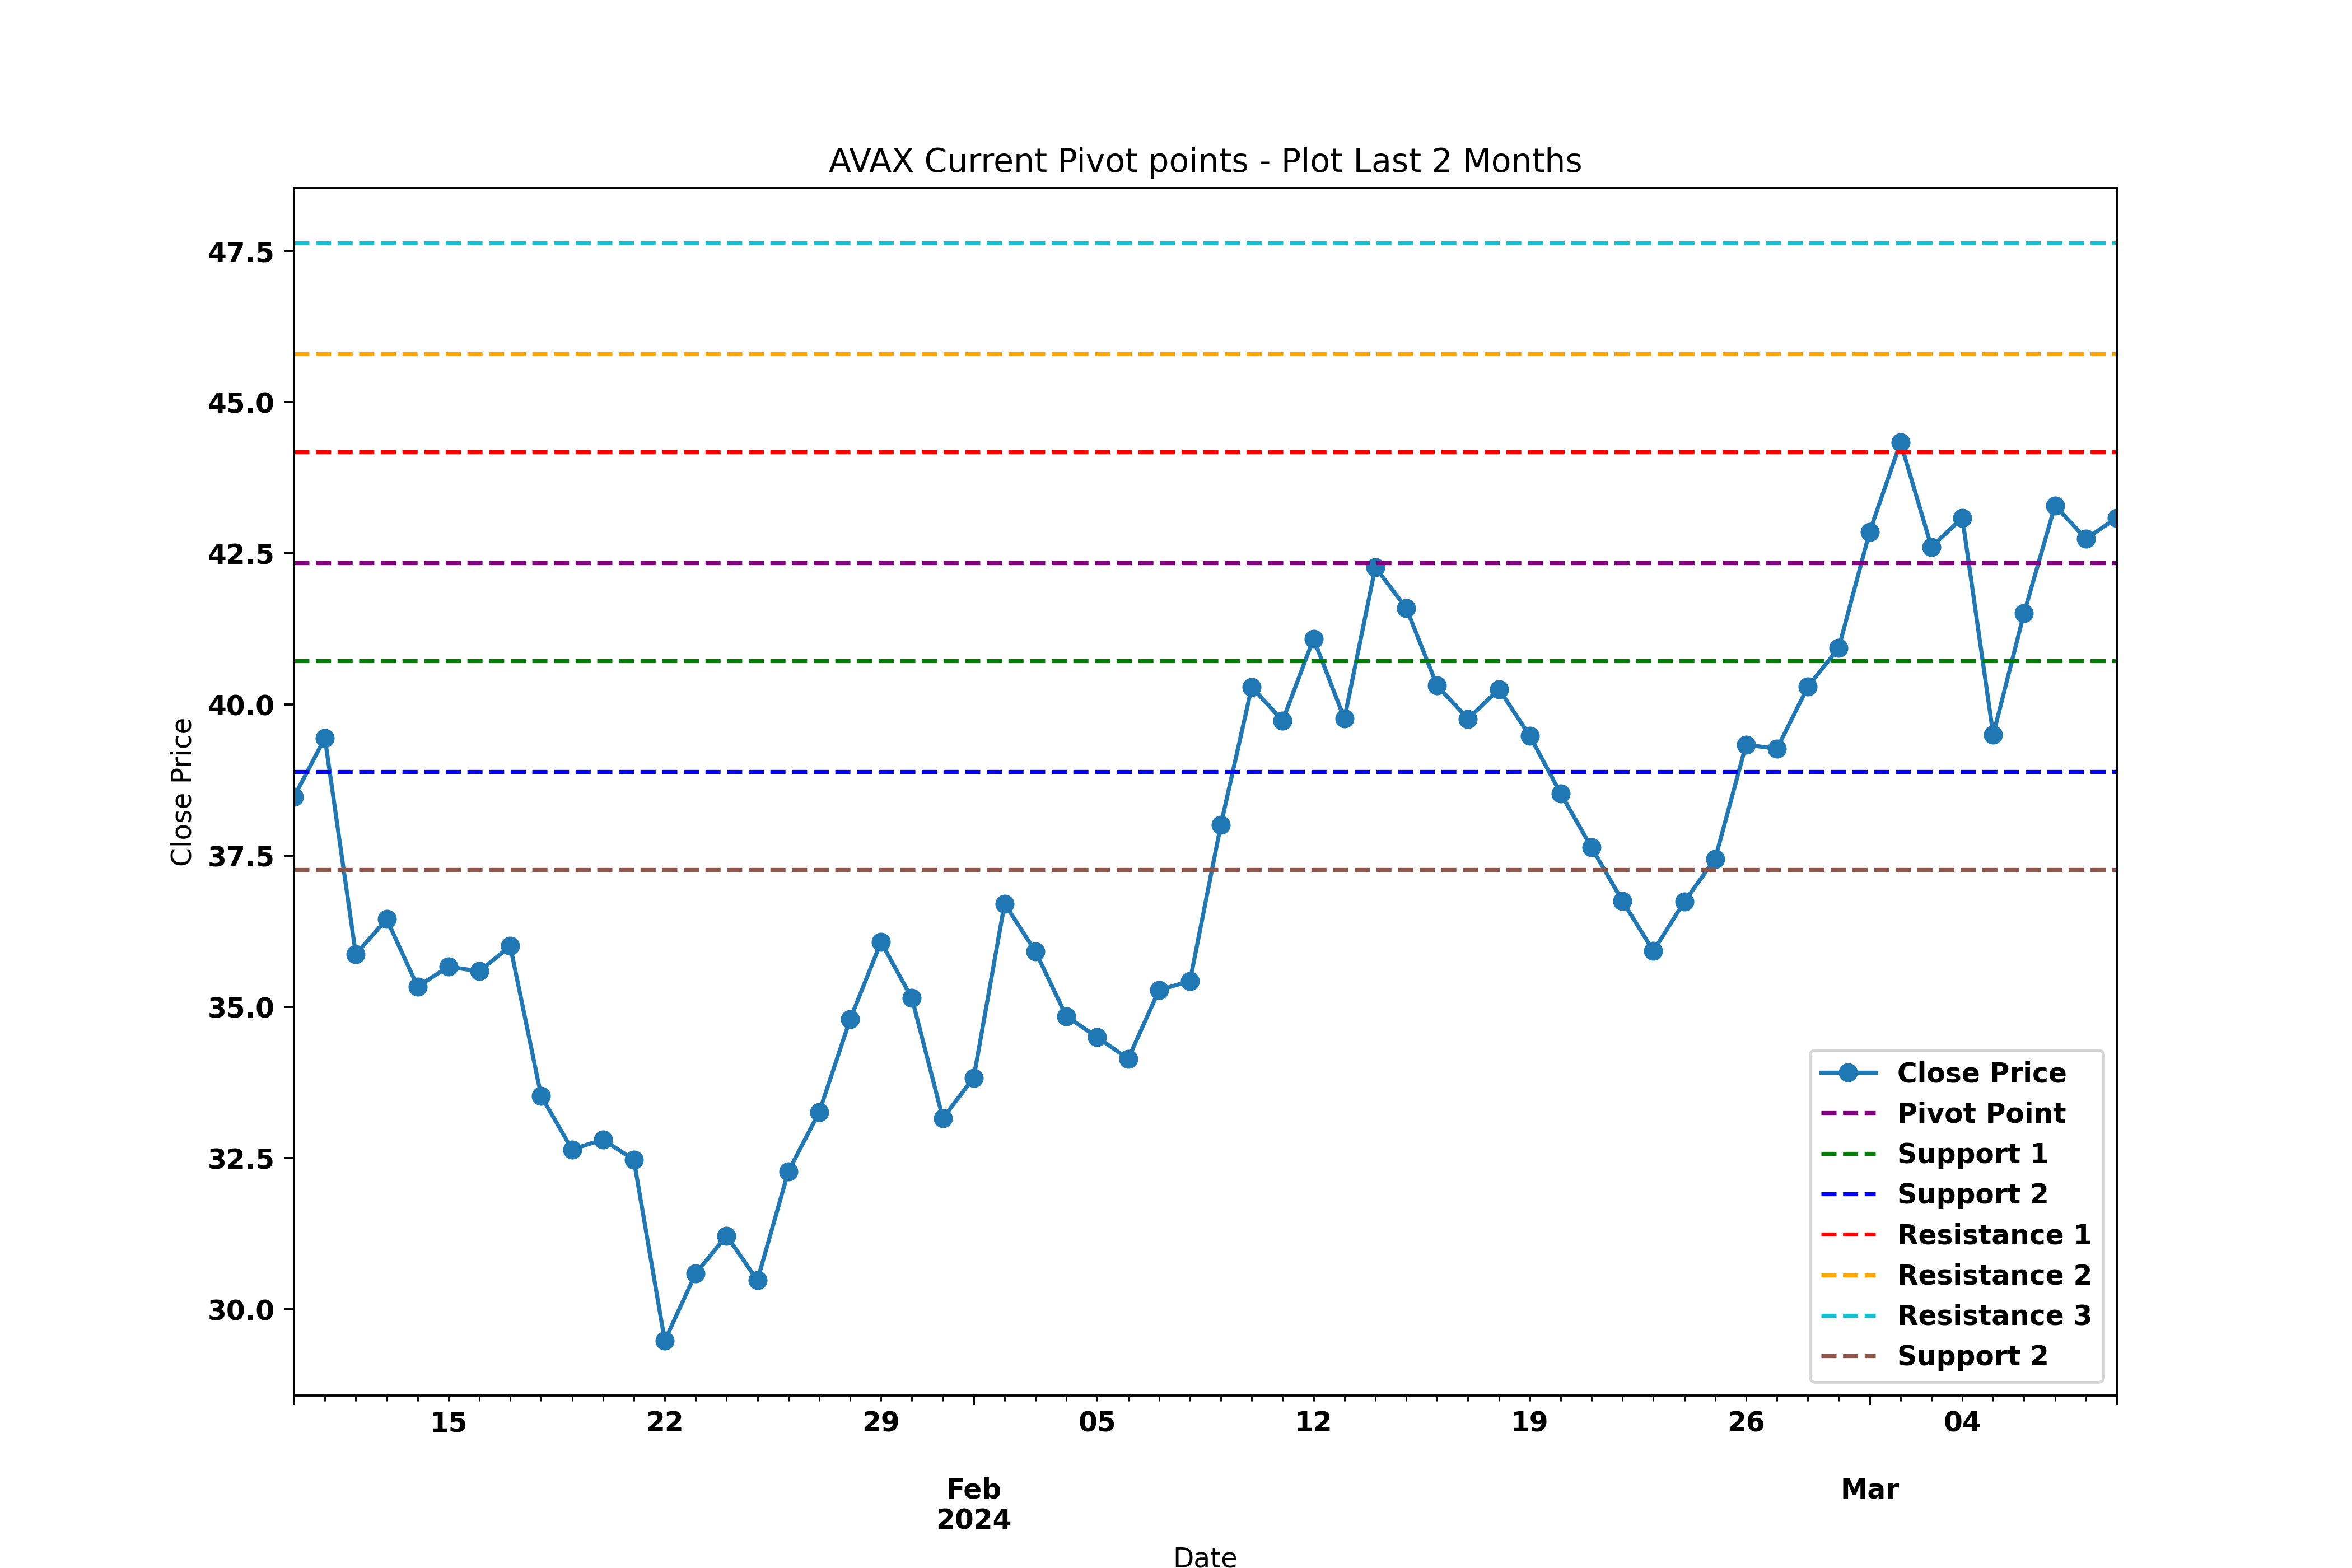 AVAX Current Pivot points - Plot Last 2 Months
47.5
45.0
42.5
40.0
37.5
35.0
32.5
30.0
Close Price
Close Price
Pivot Point
Support 1
Support 2
Resistance 1
Resistance 2
Resistance 3
Support 2
15 22 29 05 12 19 26 04
Feb Mar
2024
Date